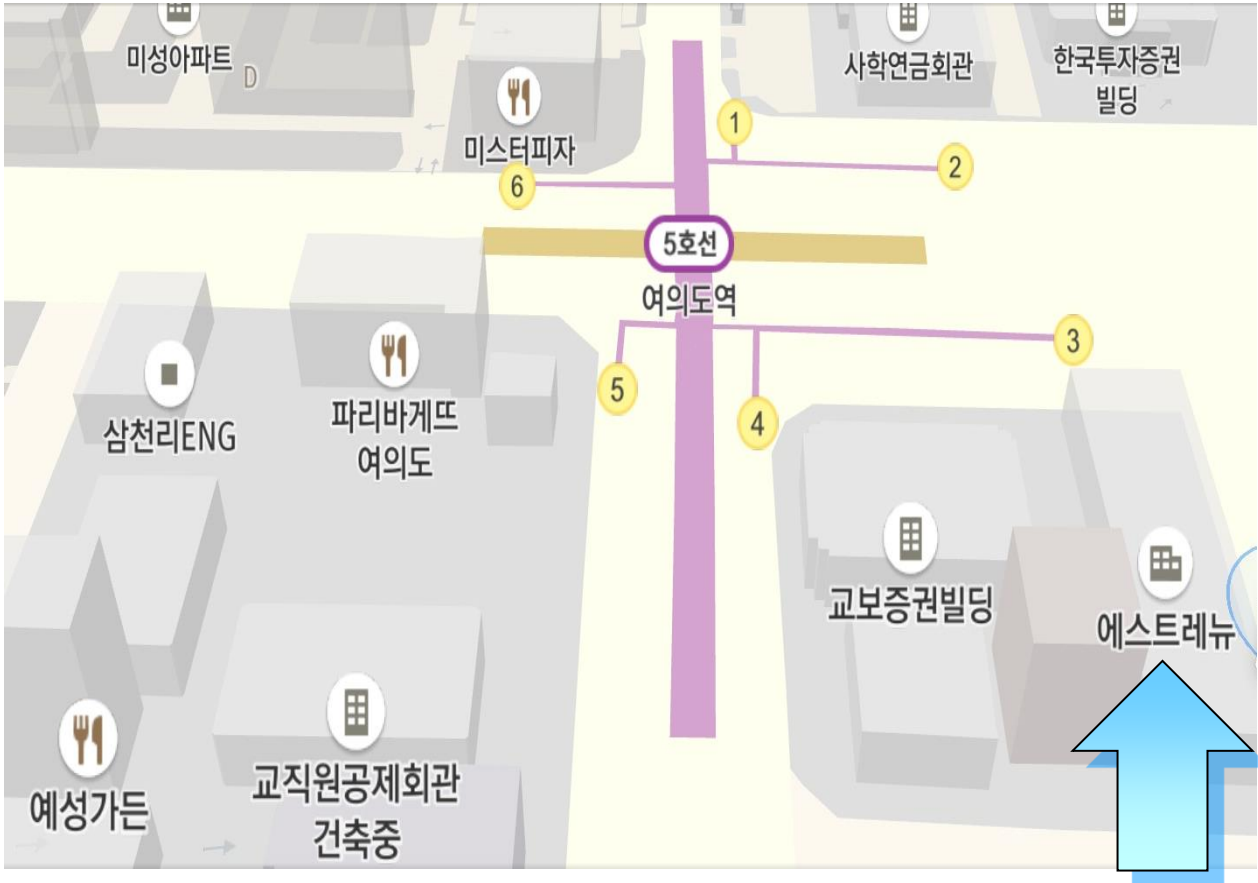 미성아파트
D
미스터피자
사학연금회관
한국투자증권
빌딩
1
2
6
5호선
여의도역
3
5
4
삼천리ENG
파리바게뜨
여의도
교보증권빌딩
에스트레뉴
예성가든
교직원공제회관
건축중